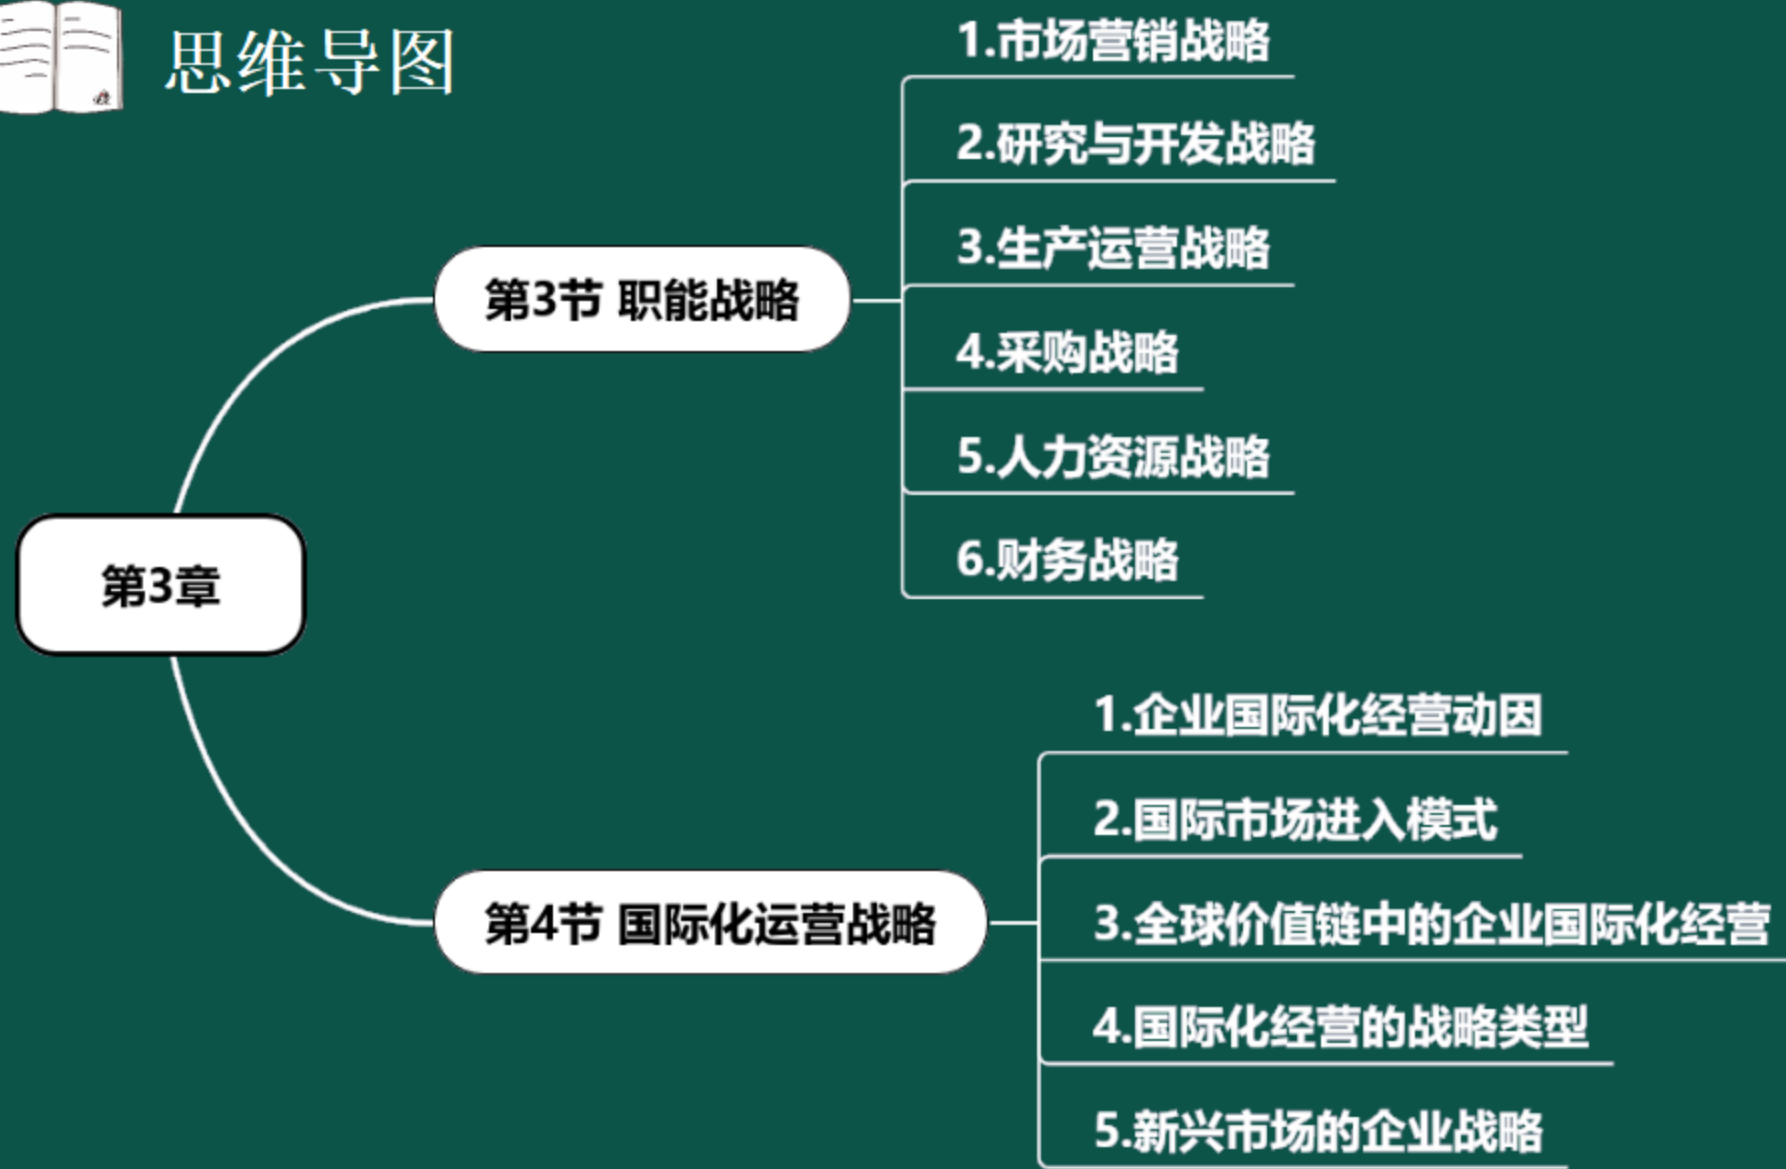 思维导图
第3章
第3节 职能战略
1.市场营销战略
2.研究与开发战略
3.生产运营战略
4.采购战略
5.人力资源战略
6.财务战略
第4节 国际化运营战略
1.企业国际化经营动因
2.国际市场进入模式
3.全球价值链中的企业国际化经营
4.国际化经营的战略类型
5.新兴市场的企业战略